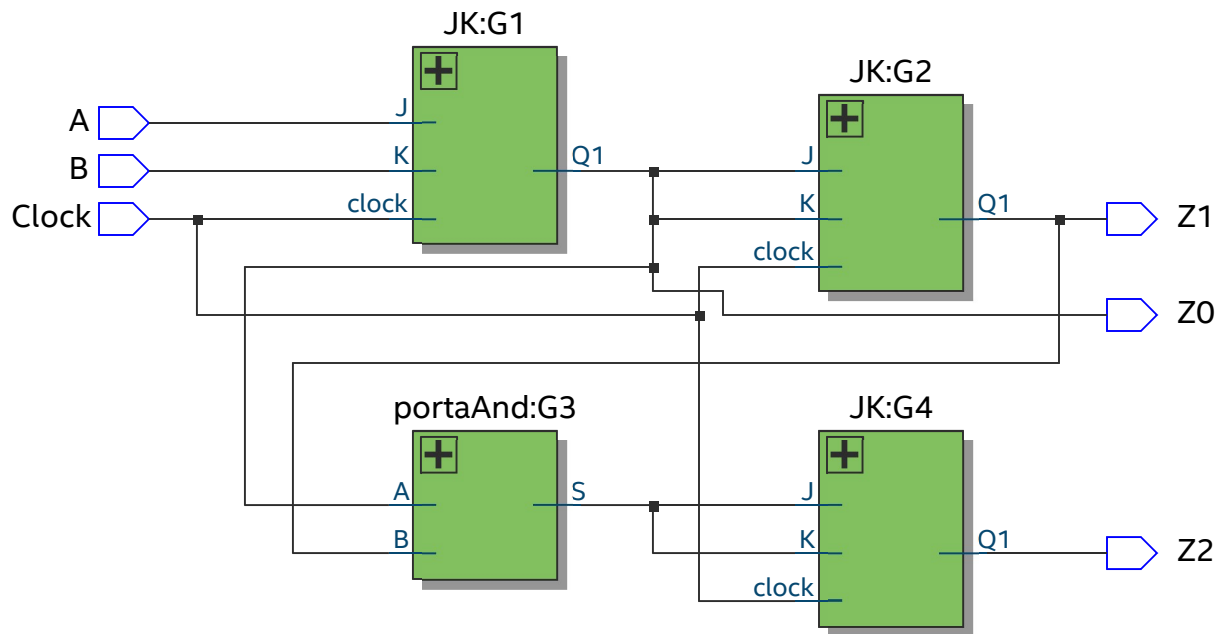 JK:G1
A
J
B
K
Q1
Clock
clock
JK:G2
J
K
Q1
clock
Z1
Z0
portaAnd:G3
A
S
B
JK:G4
J
K
Q1
clock
Z2